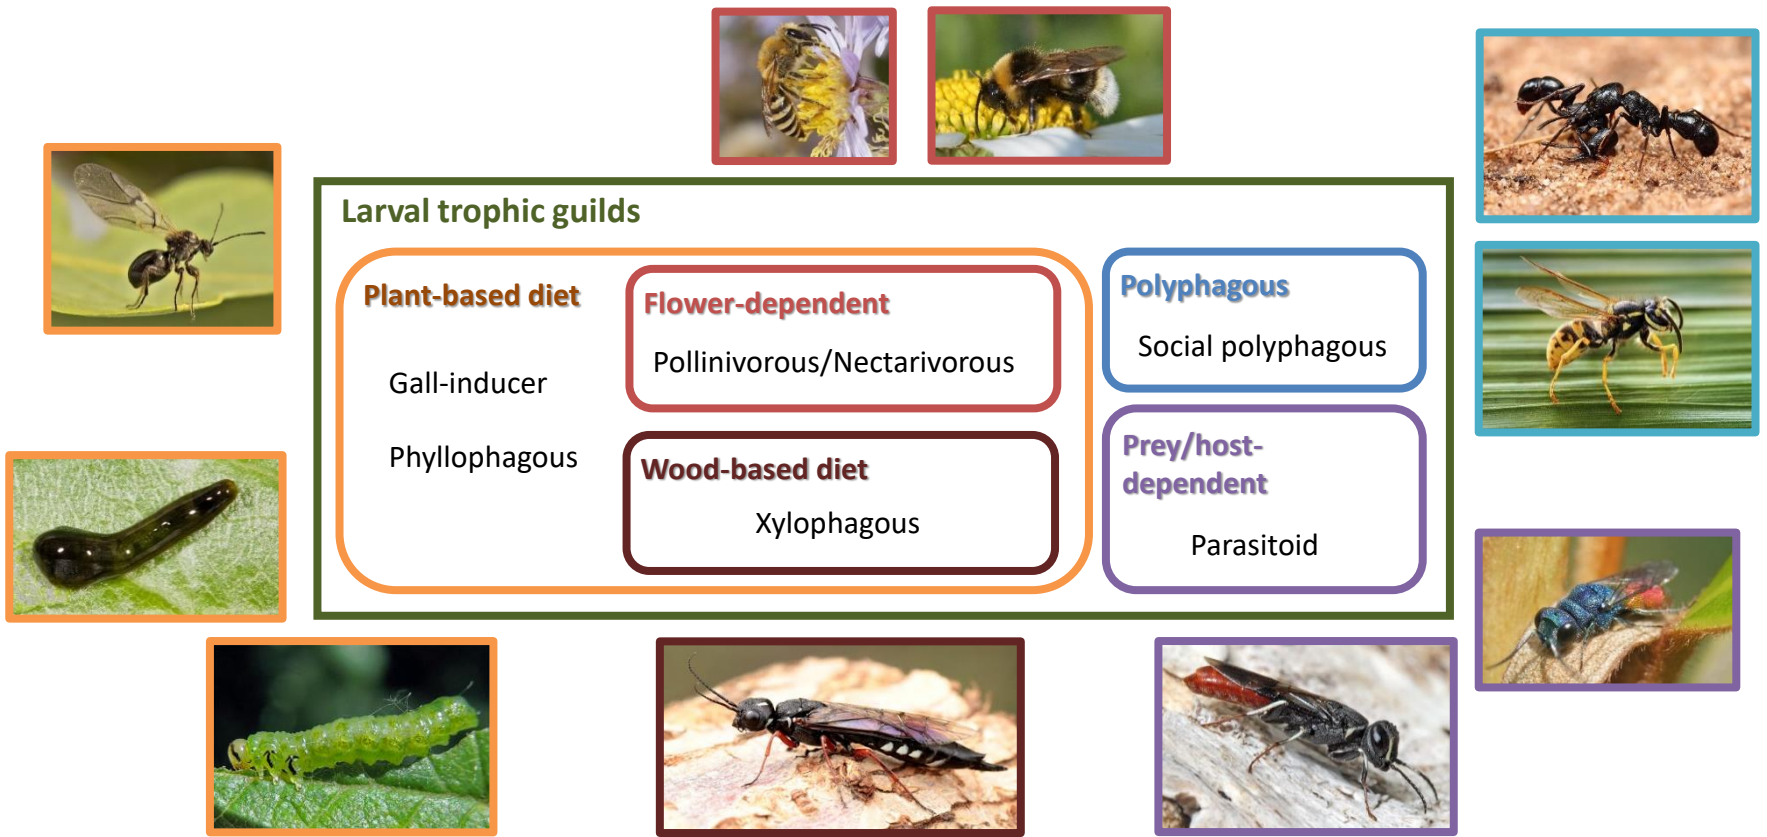 Larval trophic guilds
Plant-based diet
Gall-inducer
Phyllophagous
Flower-dependent
Pollinivorous/Nectarivorous
Wood-based diet
Xylophagous
Polyphagous
Social polyphagous
Prey/host-
dependent
Parasitoid